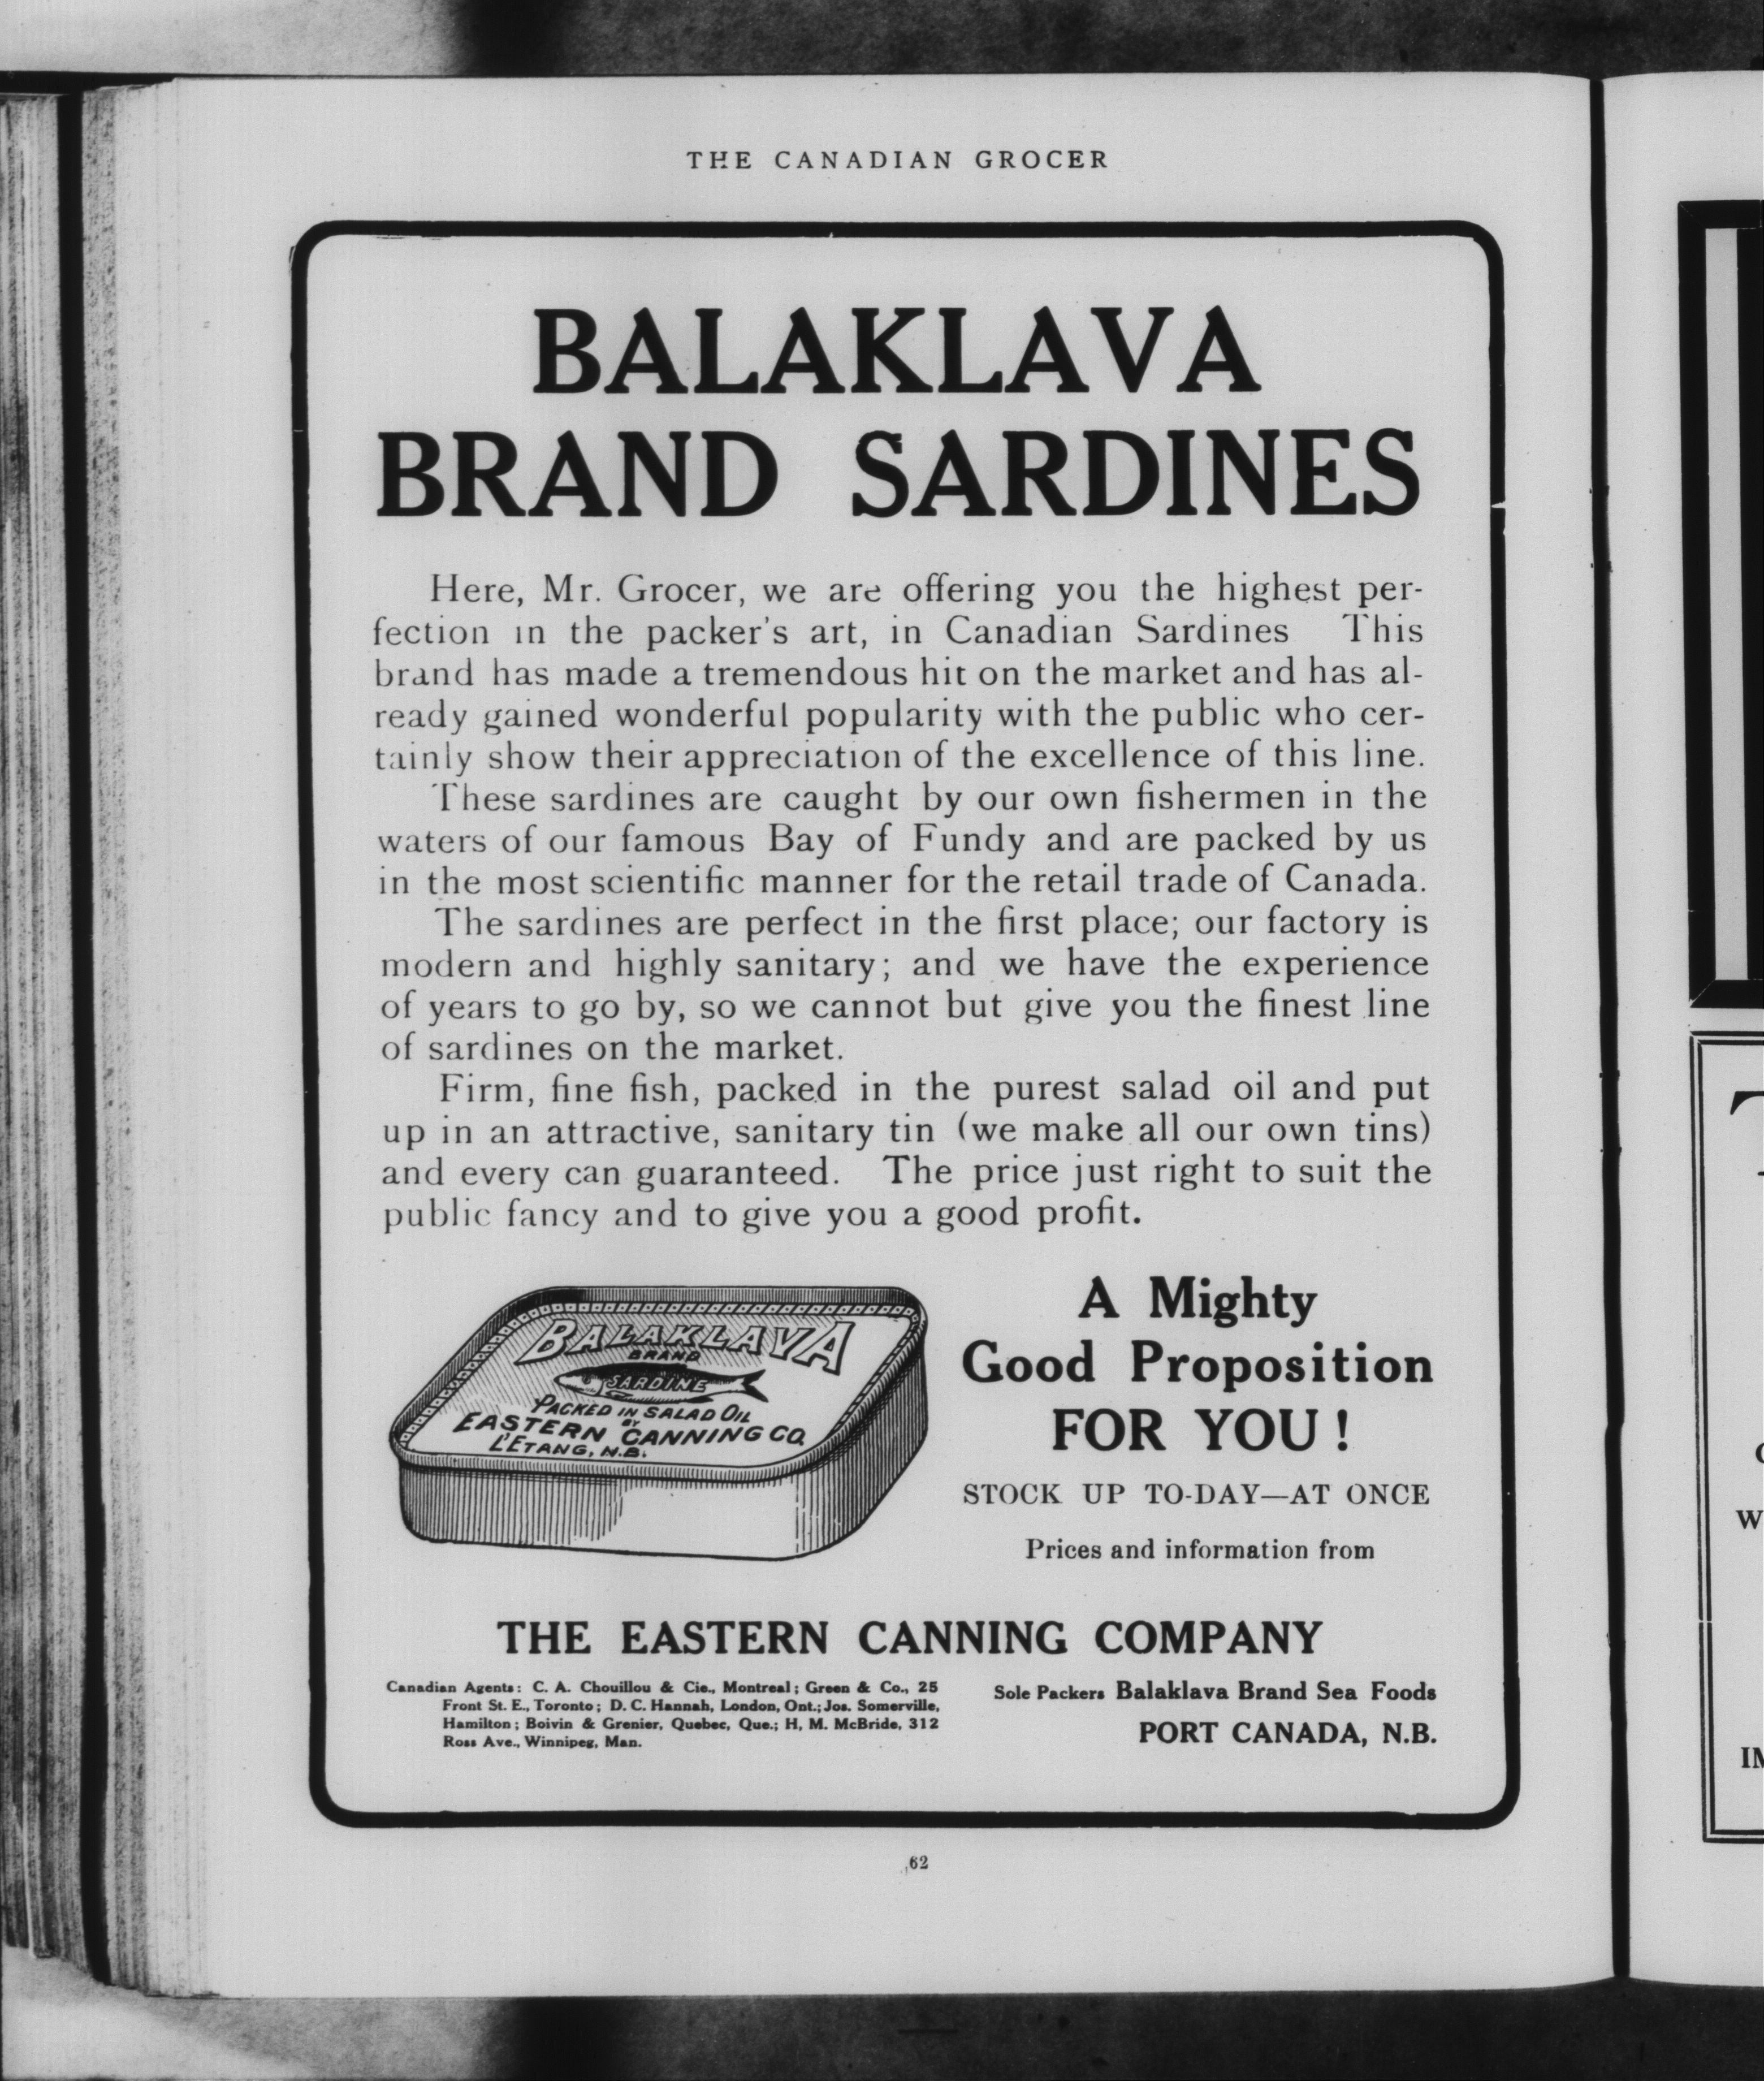 THE CANADIAN GROCER
BALAKLAVA
BRAND SARDINES
Here, Mr. Grocer, we are offering you the highest per-
fection in the packer's art, in Canadian Sardines This
brand has made a tremendous hit on the market and has al-
ready gained wonderful popularity with the public who cer-
tainly show their appreciation of the excellence of this line.
These sardines are caught by our own fishermen in the
waters of our famous Bay of Fundy and are packed by us
in the most scientific manner for the retail trade of Canada.
The sardines are perfect in the first place; our factory is
modern and highly sanitary; and we have the experience
of years to go by, so we cannot but give you the finest line
of sardines on the market.
Firm, fine fish, packed in the purest salad oil and put
up in an attractive, sanitary tin (we make all our own tins)
and every can guaranteed. The price just right to suit the
public fancy and to give you a good profit.
BALAKLAVA
BRAND
SARDINE
PACKED IN SALAD OIL
BY
EASTERN CANNING CO.
L'ETANG, N.B.
A Mighty
Good Proposition
FOR YOU!
STOCK UP TO-DAY—AT ONCE
Prices and information from
THE EASTERN CANNING COMPANY
Canadian Agents: C. A. Chouillou & Cie., Montreal; Green & Co., 25
Front St. E., Toronto; D. C. Hannah, London, Ont.; Jos. Somerville,
Hamilton; Boivin & Grenier, Quebec, Que.; H, M. McBride, 312
Ross Ave., Winnipeg, Man.
Sole Packers Balaklava Brand Sea Foods
PORT CANADA, N.B.
62